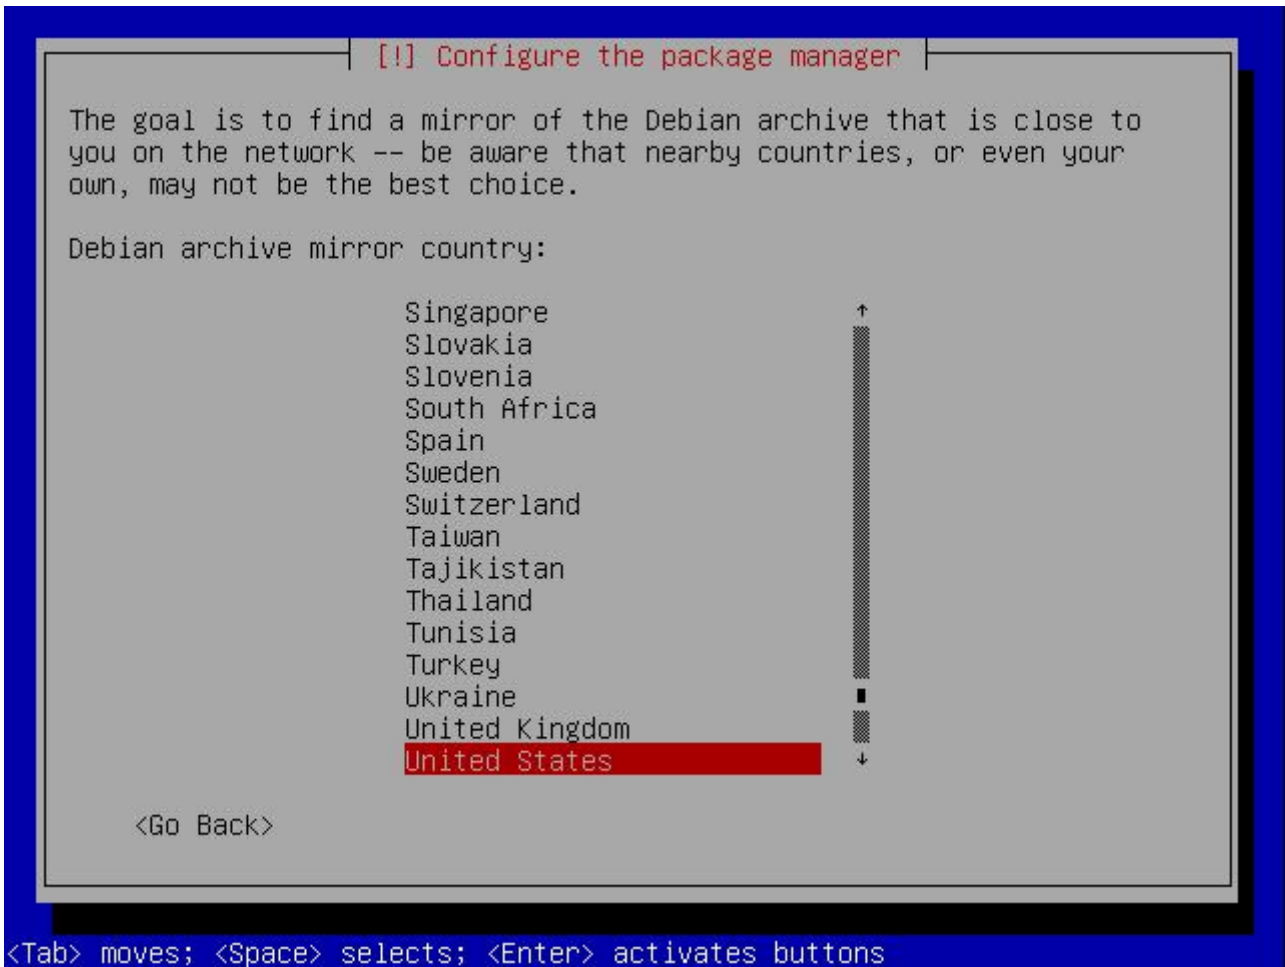 [!] Configure the package manager
The goal is to find a mirror of the Debian archive that is close to
you on the network -- be aware that nearby countries, or even your
own, may not be the best choice.
Debian archive mirror country:
Singapore
Slovakia
Slovenia
South Africa
Spain
Sweden
Switzerland
Taiwan
Tajikistan
Thailand
Tunisia
Turkey
Ukraine
United Kingdom
United States
<Go Back>
<Tab> moves; <Space> selects; <Enter> activates buttons